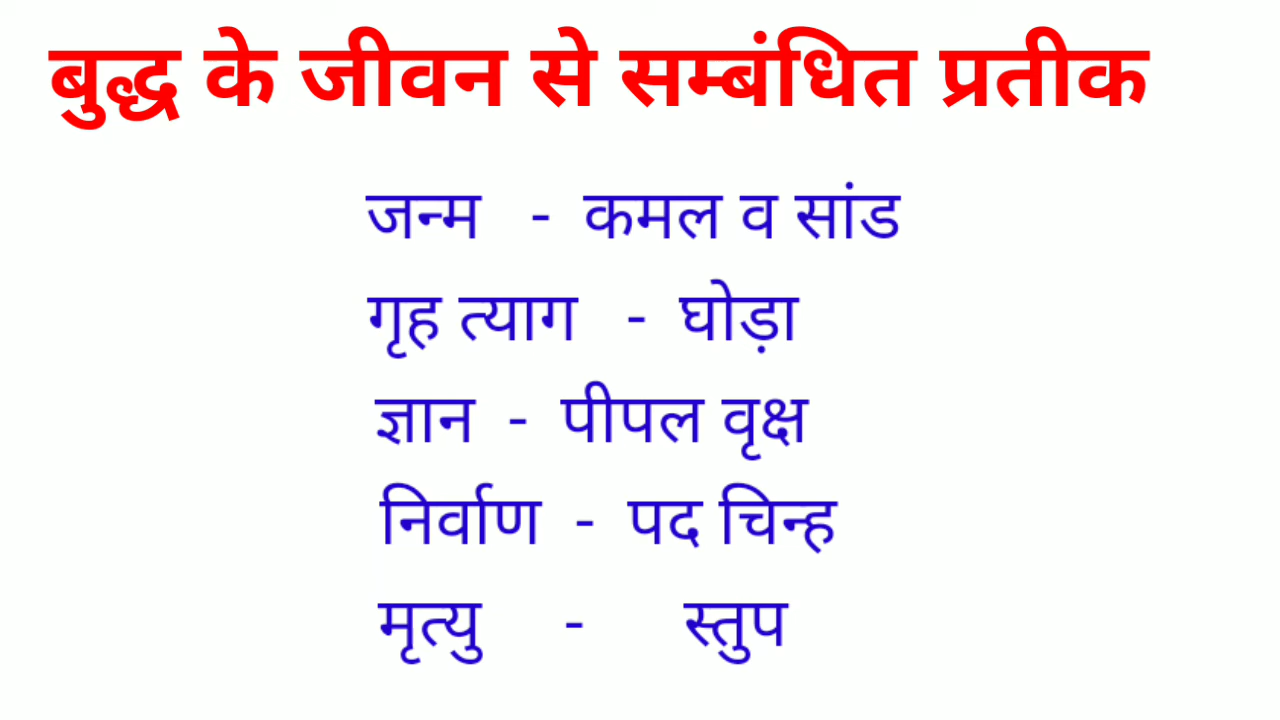 बुद्ध के जीवन से सम्बंधित प्रतीक
जन्म - कमल व सांड
गृह त्याग - घोड़ा
ज्ञान - पीपल वृक्ष
निर्वाण - पद चिन्ह
मृत्यु - स्तुप